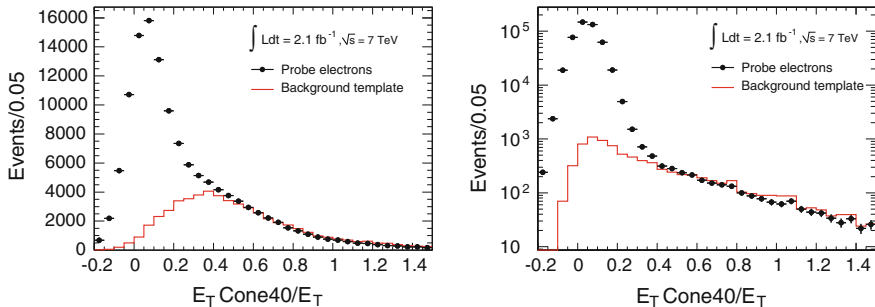 16000
14000
12000
10000
8000
6000
4000
2000
0
Events/0.05
∫ Ldt = 2.1 fb⁻¹,√s = 7 TeV
Probe electrons
Background template
-0.2 0 0.2 0.4 0.6 0.8 1 1.2 1.4
E_T Cone40/E_T
10⁵
10⁴
10³
10²
10
Events/0.05
∫ Ldt = 2.1 fb⁻¹,√s = 7 TeV
Probe electrons
Background template
-0.2 0 0.2 0.4 0.6 0.8 1 1.2 1.4
E_T Cone40/E_T